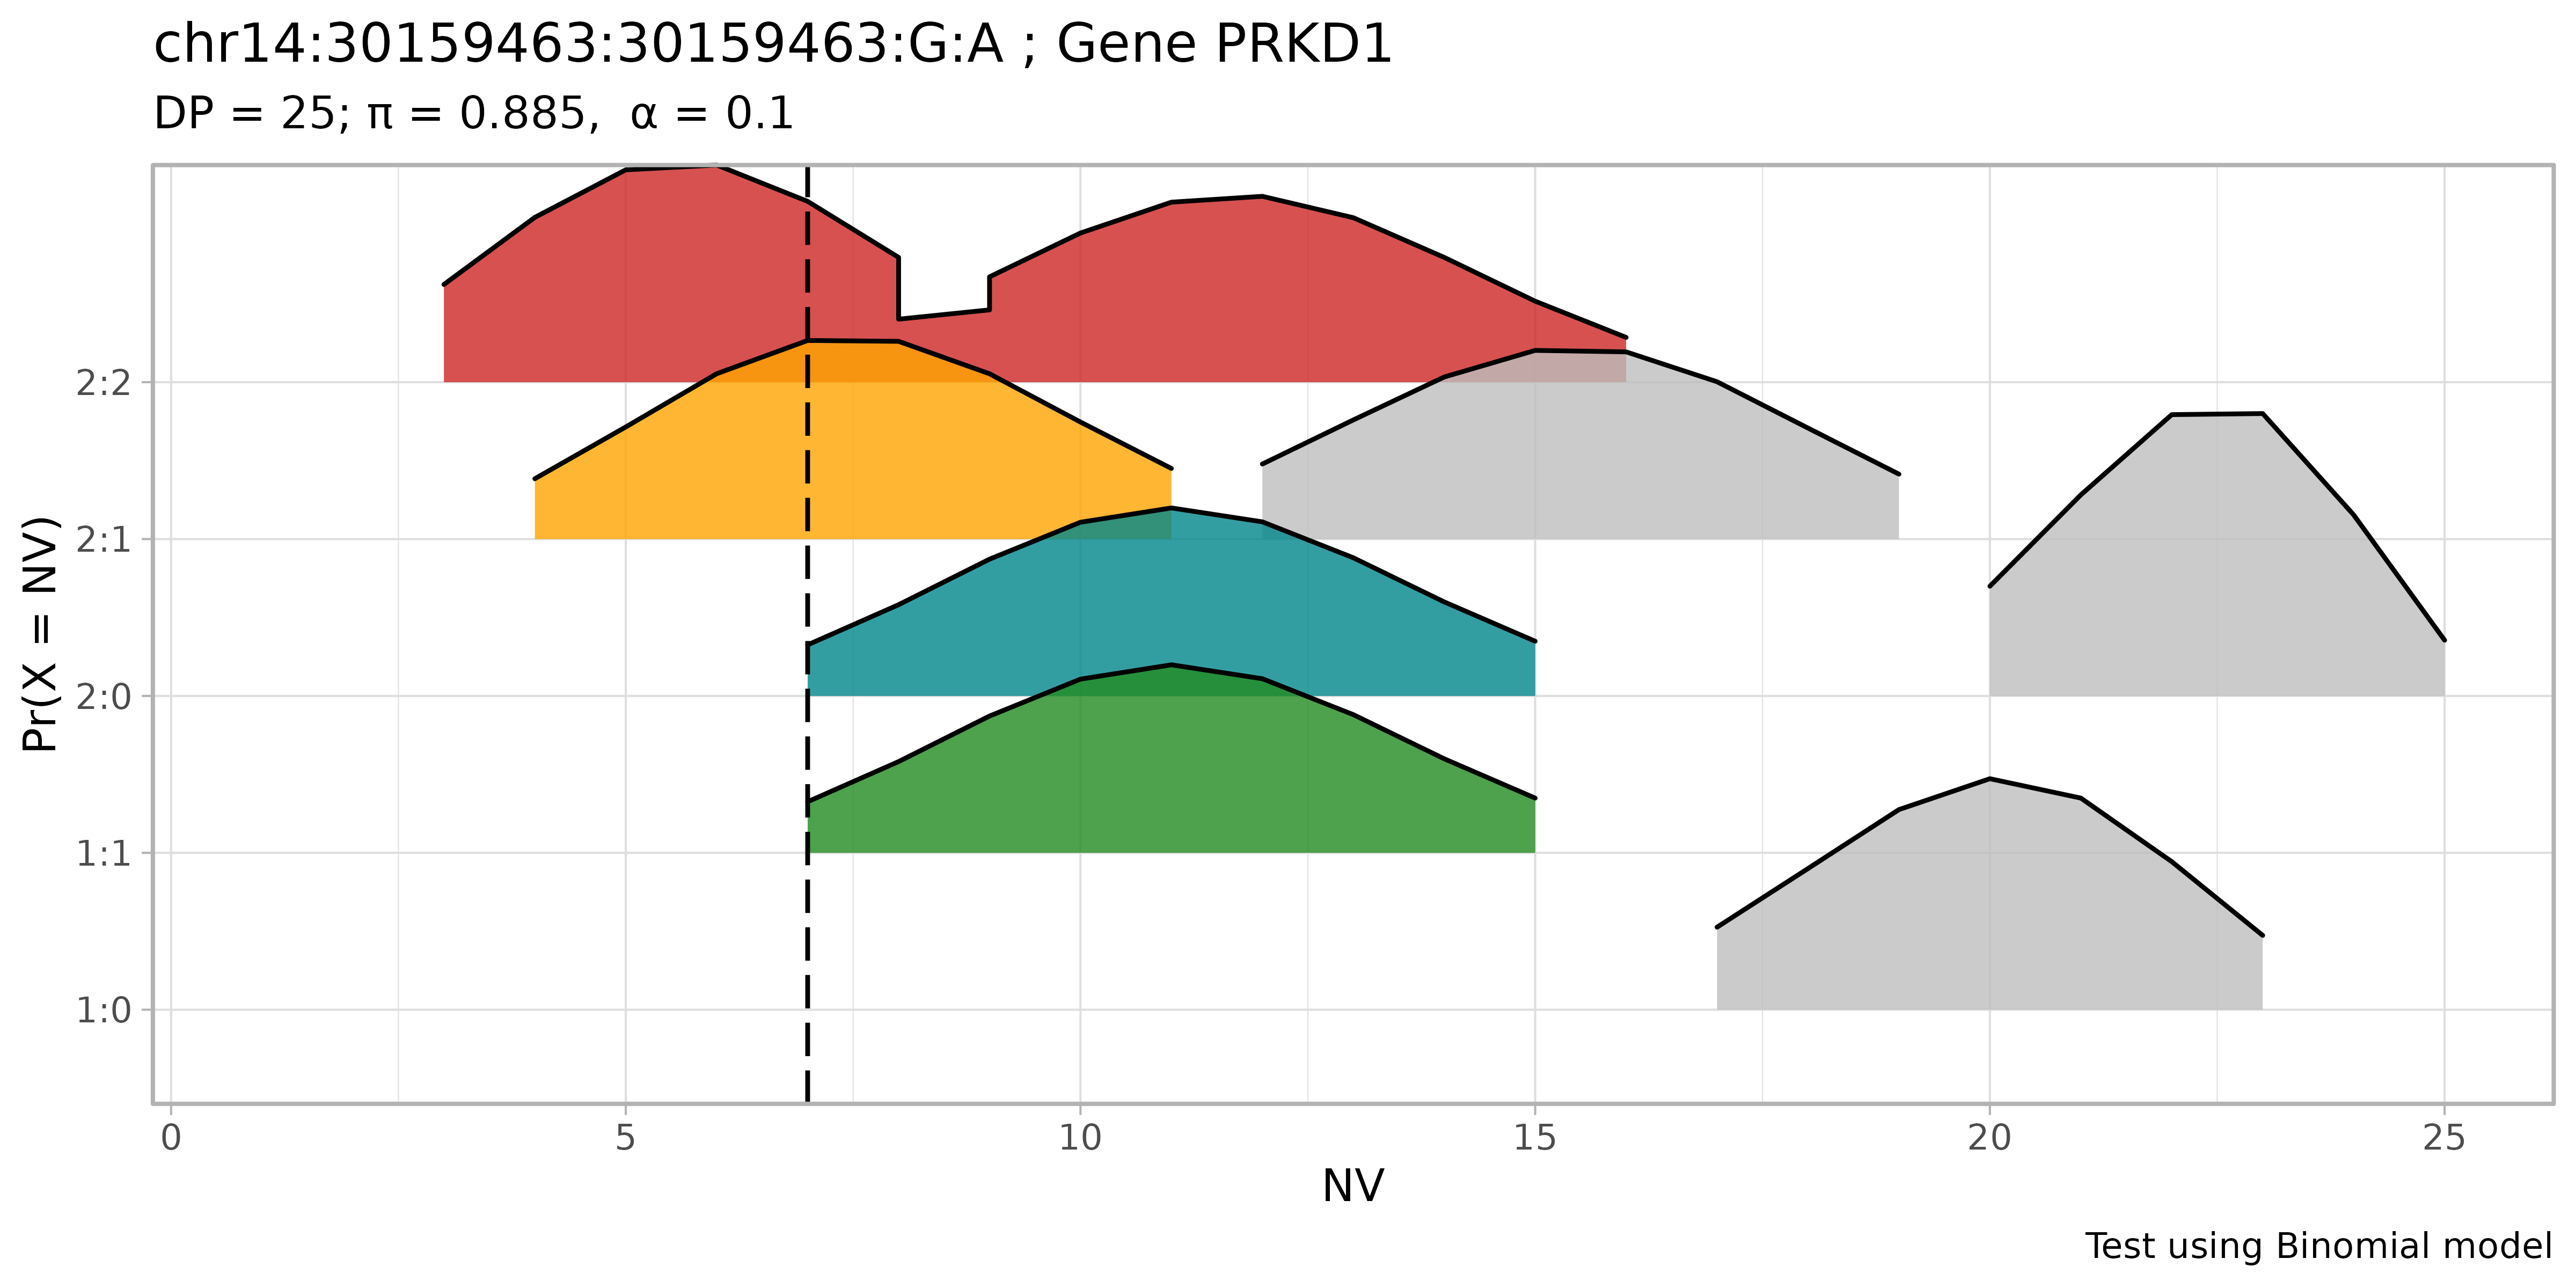 chr14:30159463:30159463:G:A ; Gene PRKD1
DP = 25; π = 0.885,  α = 0.1
Pr(X = NV)
2:2
2:1
2:0
1:1
1:0
0 5 10 15 20 25
NV
Test using Binomial model